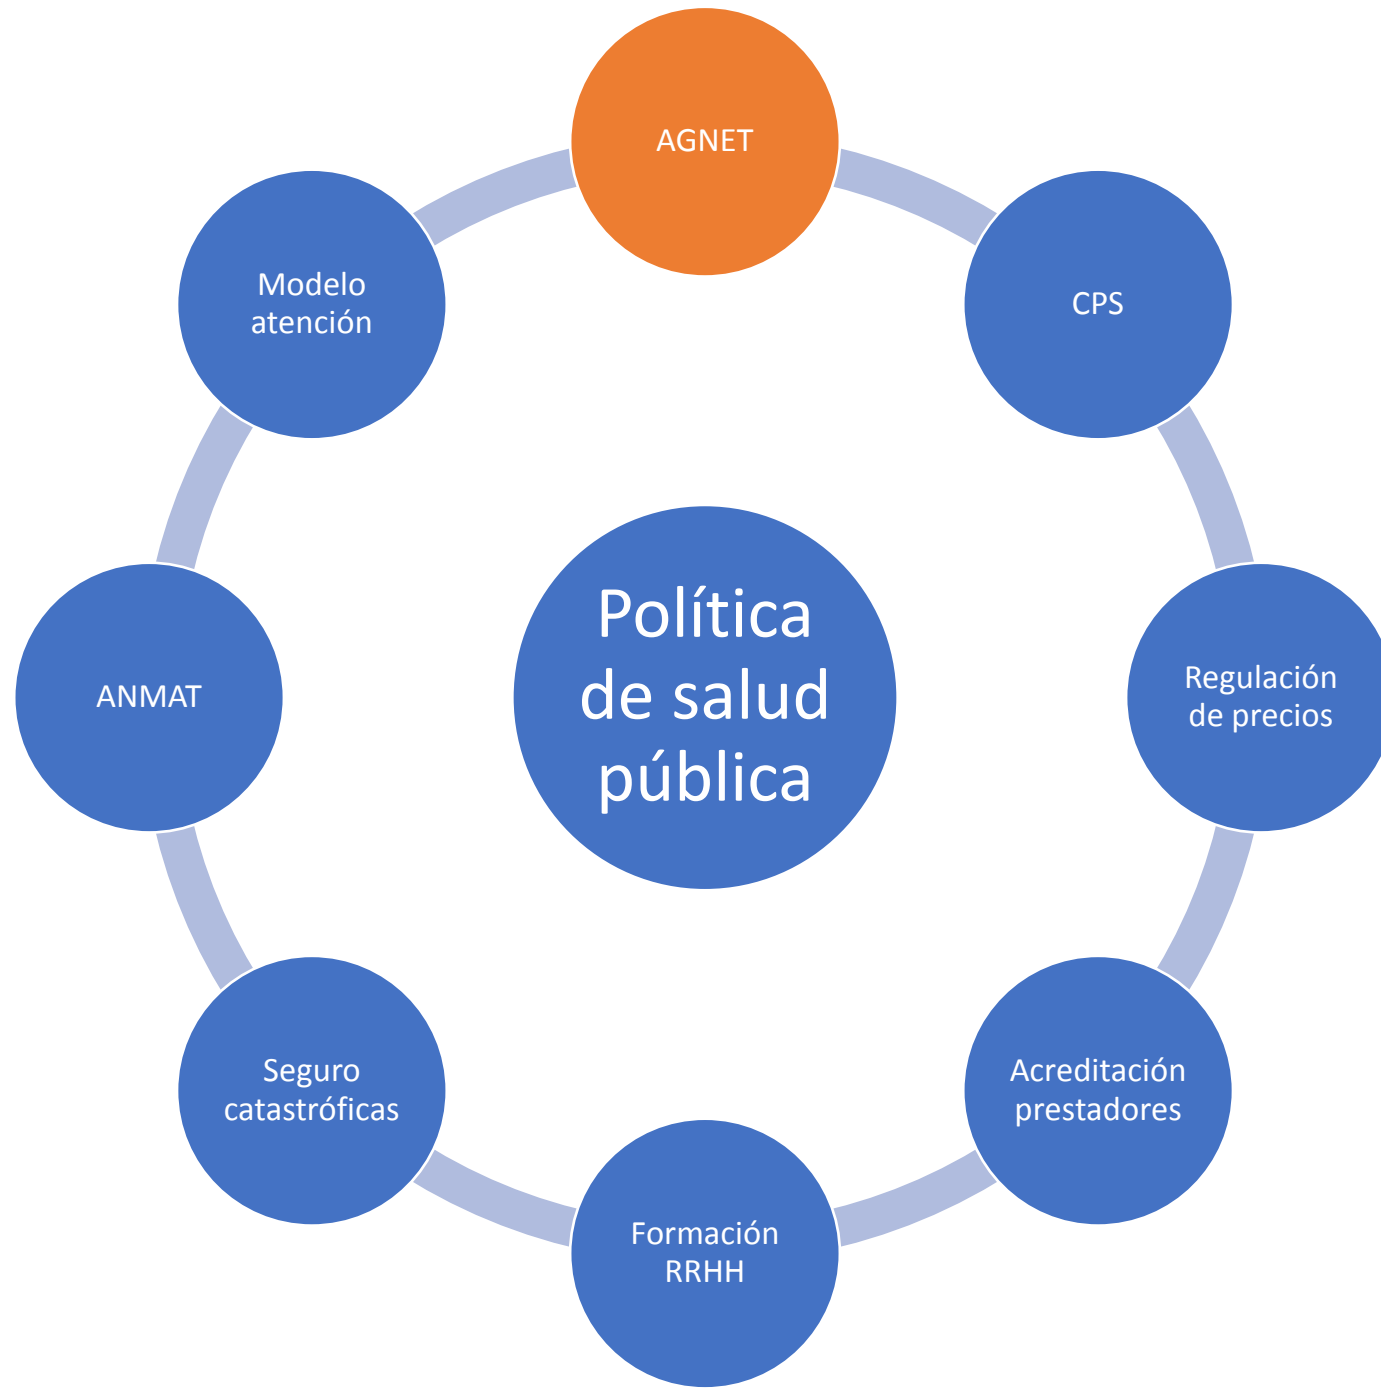 AGNET
Modelo
atención
CPS
Política
de salud
pública
ANMAT
Regulación
de precios
Seguro
catastróficas
Acreditación
prestadores
Formación
RRHH